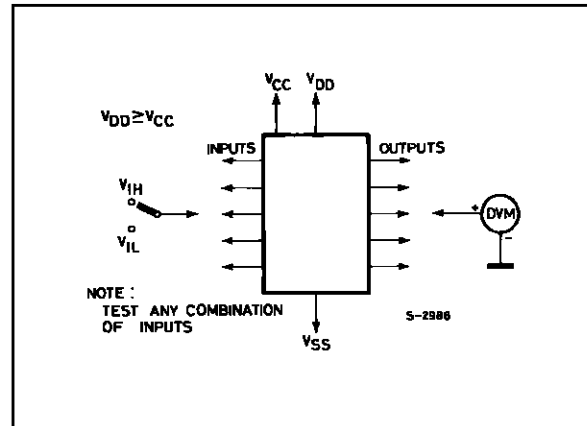 VCC VDD
VDD≥VCC
INPUTS OUTPUTS
VIH
+ DVM
-
VIL
NOTE :
TEST ANY COMBINATION
OF INPUTS
S-2986
VSS